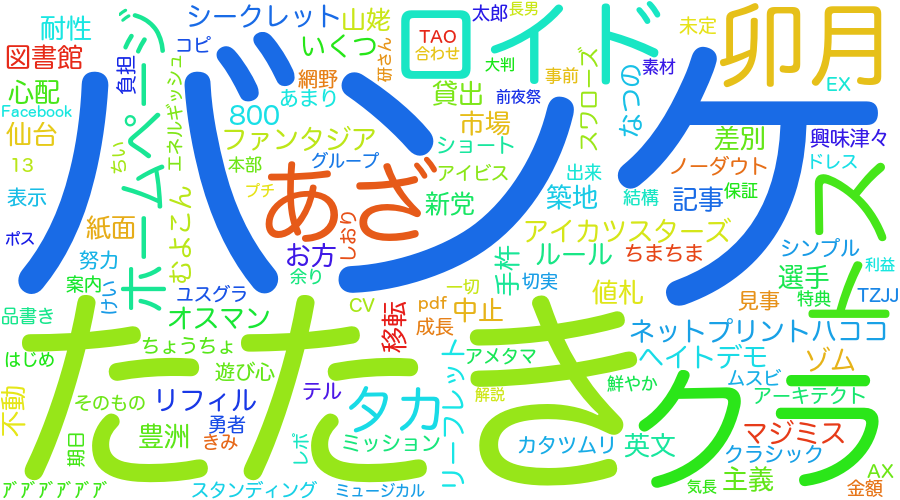 バンケ
たたき
クラスト
ロイド
卯月
あざ
タカ
ホームページ
シークレット
山姥
太郎
長男
TAO
合わせ
研さん
大判
事前
前夜祭
スワローズ
未定
素材
EX
なつの
耐性
図書館
コピ
いくつ
網野
心配
負担
エネルギッシュ
あまり
貸出
800
市場
Facebook
仙台
ファンタジア
ショート
差別
興味津々
13
ちい
本部
グループ
アイビス
出来
ノーダウト
ドレス
表示
むよこん
プチ
新党
築地
結構
記事
保証
紙面
しおり
アイカツスターズ
ポス
お方
手杵
ルール
ちまちま
シンプル
努力
余り
切実
選手
利益
案内
けい
ユスグラ
CV
一切
値札
見事
特典
TZJJ
品書き
オスマン
移転
pdf
成長
中止
ネットプリントハココ
はじめ
ちょうちょ
アメタマ
ヘイトデモ
ゾム
遊び心
リーフレット
鮮やか
ムスビ
不動
そのもの
リフィル
テル
解説
アーキテクト
期日
豊洲
勇者
きみ
レポ
ミッション
カタツムリ
英文
マジミス
クラシック
ア゛ア゛ア゛ア゛ア゛ア゛
スタンディング
ミュージカル
気長
主義
AX
金額